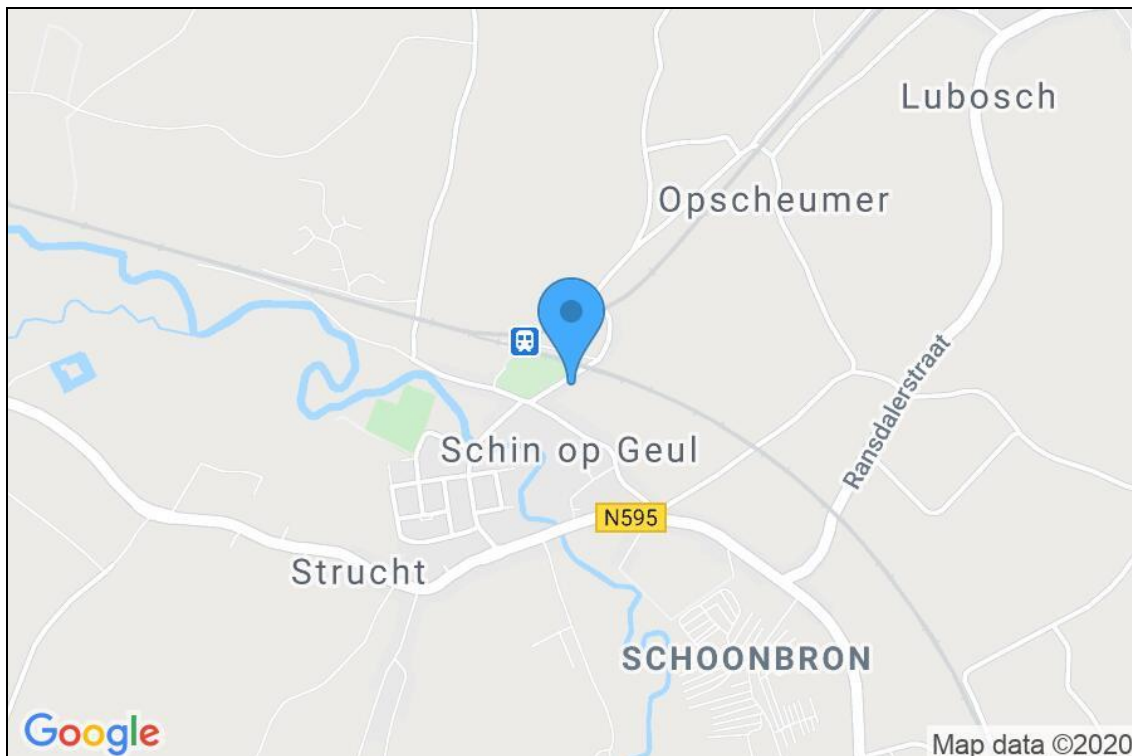 Lubosch
Opscheumer
Ransdalerstraat
Schin op Geul
N595
Strucht
SCHOONBRON
Google
Map data ©2020